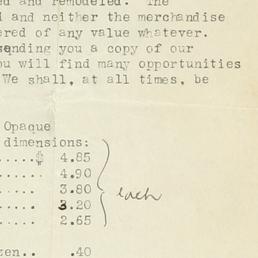 ed and remodeled. The
d and neither the merchandise
ered of any value whatever.
sending you a copy of our
ou will find many opportunities
We shall, at all times, be
Opaque
dimensions:
.....$ 4.85
...... 4.90
...... 3.80
...... 3.20
...... 2.65
each
zen.. .40